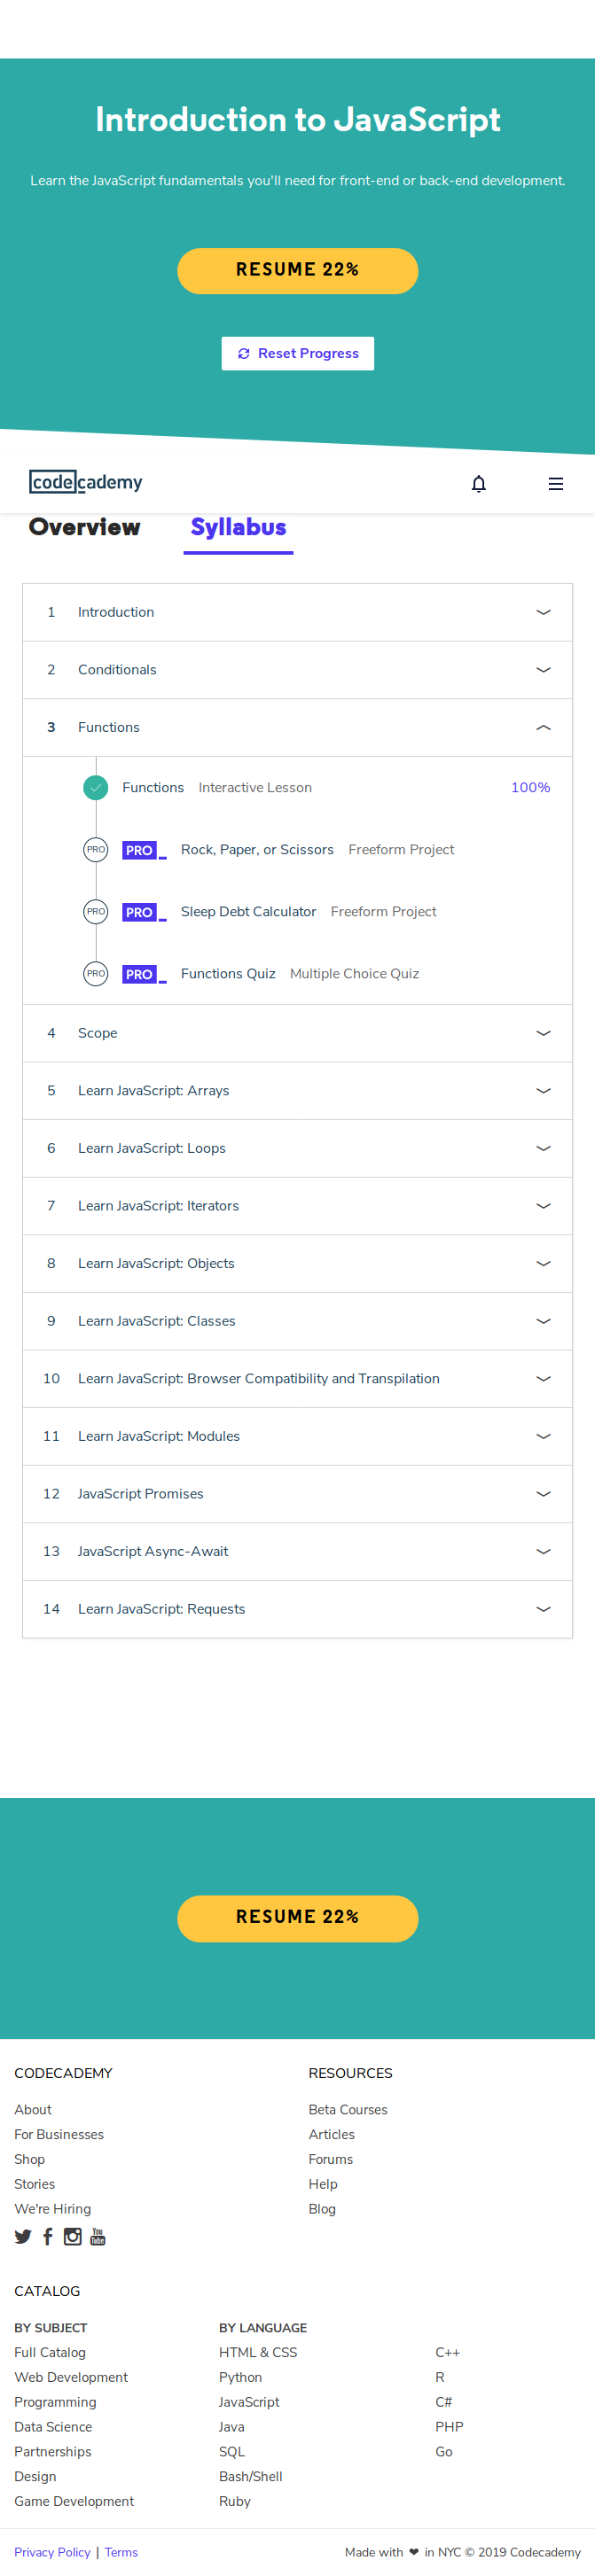 Introduction to JavaScript
Learn the JavaScript fundamentals you'll need for front-end or back-end development.
RESUME 22%
Reset Progress
codecademy
Overview Syllabus
1 Introduction
2 Conditionals
3 Functions
Functions Interactive Lesson 100%
PRO PRO Rock, Paper, or Scissors Freeform Project
PRO PRO Sleep Debt Calculator Freeform Project
PRO PRO Functions Quiz Multiple Choice Quiz
4 Scope
5 Learn JavaScript: Arrays
6 Learn JavaScript: Loops
7 Learn JavaScript: Iterators
8 Learn JavaScript: Objects
9 Learn JavaScript: Classes
10 Learn JavaScript: Browser Compatibility and Transpilation
11 Learn JavaScript: Modules
12 JavaScript Promises
13 JavaScript Async-Await
14 Learn JavaScript: Requests
RESUME 22%
CODECADEMY
About
For Businesses
Shop
Stories
We're Hiring
You Tube
RESOURCES
Beta Courses
Articles
Forums
Help
Blog
CATALOG
BY SUBJECT
Full Catalog
Web Development
Programming
Data Science
Partnerships
Design
Game Development
BY LANGUAGE
HTML & CSS
Python
JavaScript
Java
SQL
Bash/Shell
Ruby
C++
R
C#
PHP
Go
Privacy Policy | Terms
Made with ❤ in NYC © 2019 Codecademy